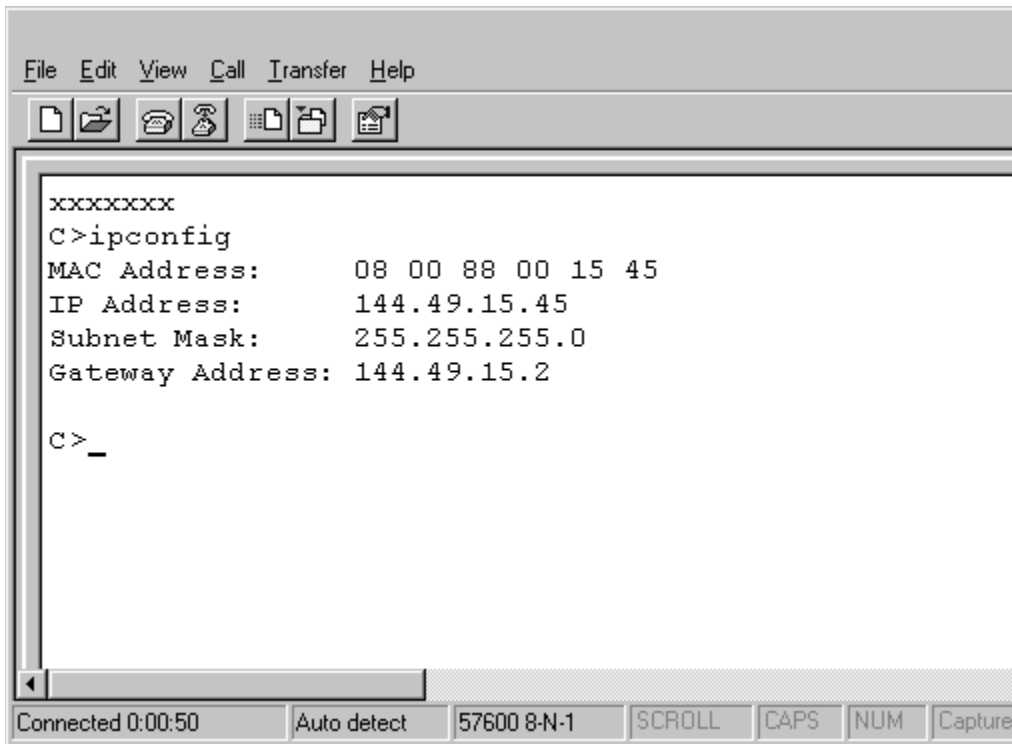 File Edit View Call Transfer Help
xxxxxxx
C>ipconfig
MAC Address: 08 00 88 00 15 45
IP Address: 144.49.15.45
Subnet Mask: 255.255.255.0
Gateway Address: 144.49.15.2
C>_
Connected 0:00:50 Auto detect 57600 8-N-1 SCROLL CAPS NUM Capture